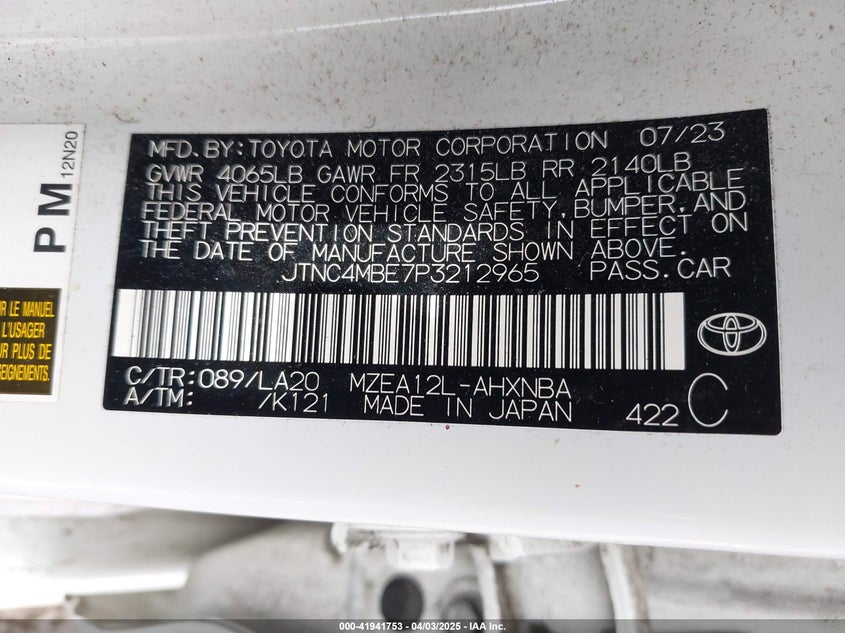 PM 12N20
R LE MANUEL
L'USAGER
UR PLUS DE
SEIGNEMENTS
MFD.BY:TOYOTA MOTOR CORPORATION 07/23
GVWR 4065LB GAWR FR 2315LB RR 2140LB
THIS VEHICLE CONFORMS TO ALL APPLICABLE
FEDERAL MOTOR VEHICLE SAFETY,BUMPER,AND
THEFT PREVENTION STANDARDS IN EFFECT ON
THE DATE OF MANUFACTURE SHOWN ABOVE.
JTNC4MBE7P3212965 PASS.CAR
C/TR:089/LA20 MZEA12L-AHXNBA
A/TM: /K121 MADE IN JAPAN 422 C
000-41941753 - 04/03/2025 - © IAA Inc.